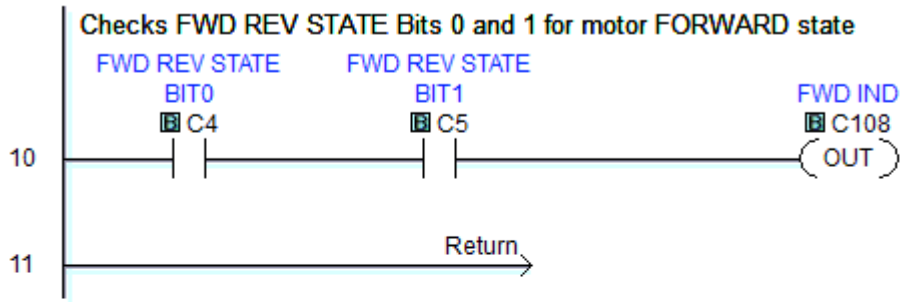 Checks FWD REV STATE Bits 0 and 1 for motor FORWARD state
FWD REV STATE FWD REV STATE
BIT0 BIT1 FWD IND
B C4 B C5 B C108
10 OUT
Return
11